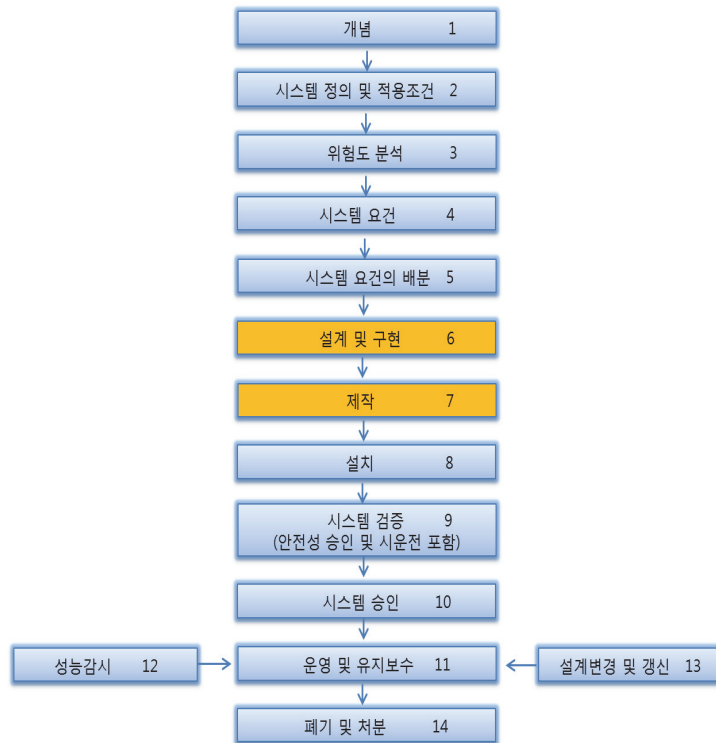 개념 1
시스템 정의 및 적용조건 2
위험도 분석 3
시스템 요건 4
시스템 요건의 배분 5
설계 및 구현 6
제작 7
설치 8
시스템 검증 9
(안전성 승인 및 시운전 포함)
시스템 승인 10
성능감시 12
운영 및 유지보수 11
설계변경 및 갱신 13
폐기 및 처분 14